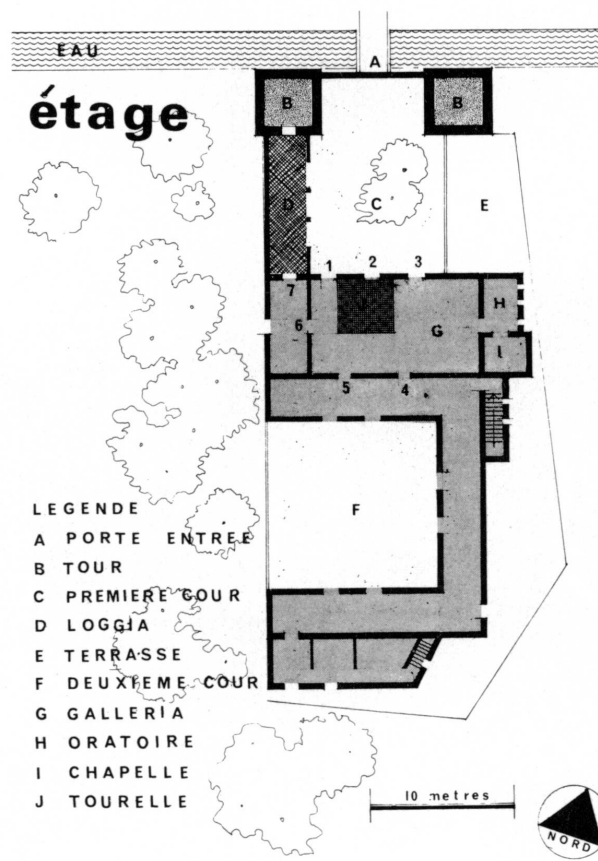 EAU
A
étage
B
B
D
C
E
1
2
3
7
6
H
G
I
5
4
F
LEGENDE
A PORTE ENTREE
B TOUR
C PREMIERE COUR
D LOGGIA
E TERRASSE
F DEUXIEME COUR
G GALLERIA
H ORATOIRE
I CHAPELLE
J TOURELLE
10 metres
NORD